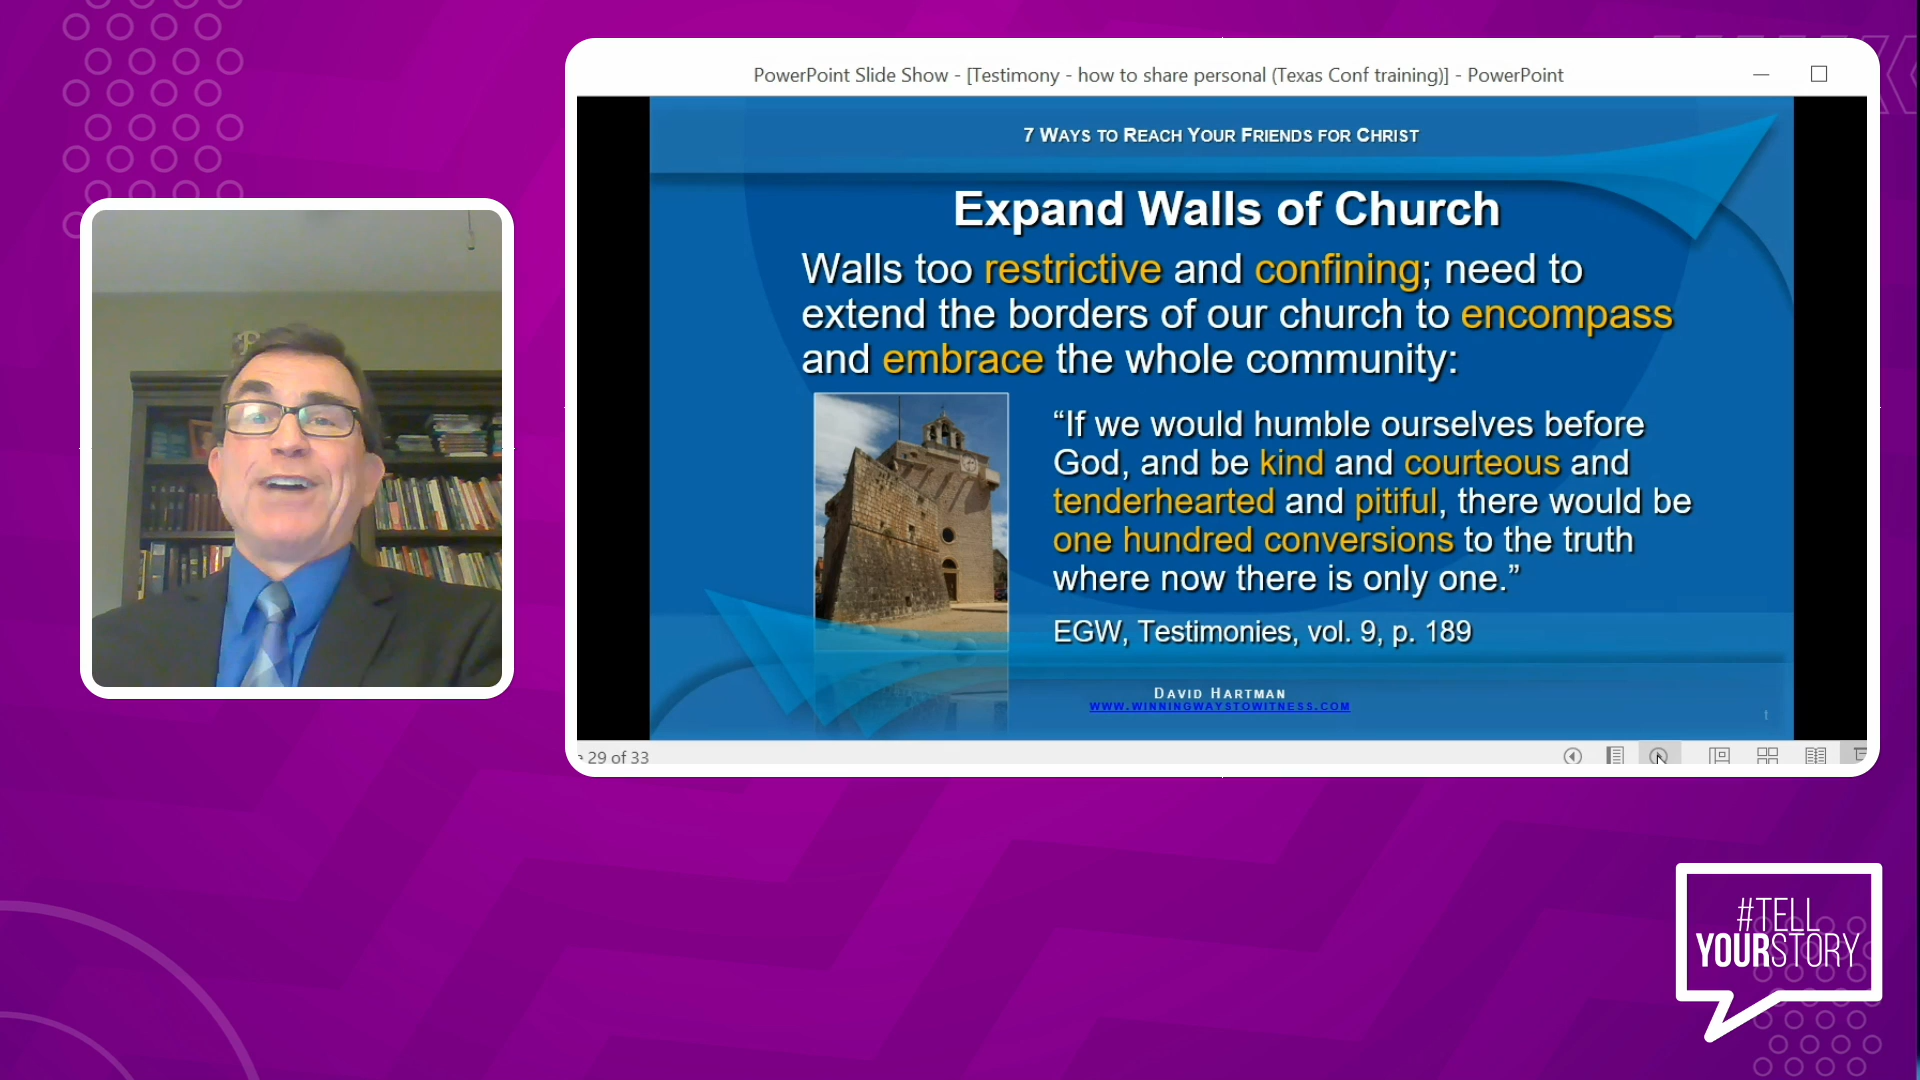 PowerPoint Slide Show - [Testimony - how to share personal (Texas Conf training)] - PowerPoint
7 WAYS TO REACH YOUR FRIENDS FOR CHRIST
Expand Walls of Church
Walls too restrictive and confining; need to
extend the borders of our church to encompass
and embrace the whole community:
“If we would humble ourselves before
God, and be kind and courteous and
tenderhearted and pitiful, there would be
one hundred conversions to the truth
where now there is only one.”
EGW, Testimonies, vol. 9, p. 189
DAVID HARTMAN
WWW.WINNINGWAYSTOWITNESS.COM
t
29 of 33
#TELL
YOURSTORY